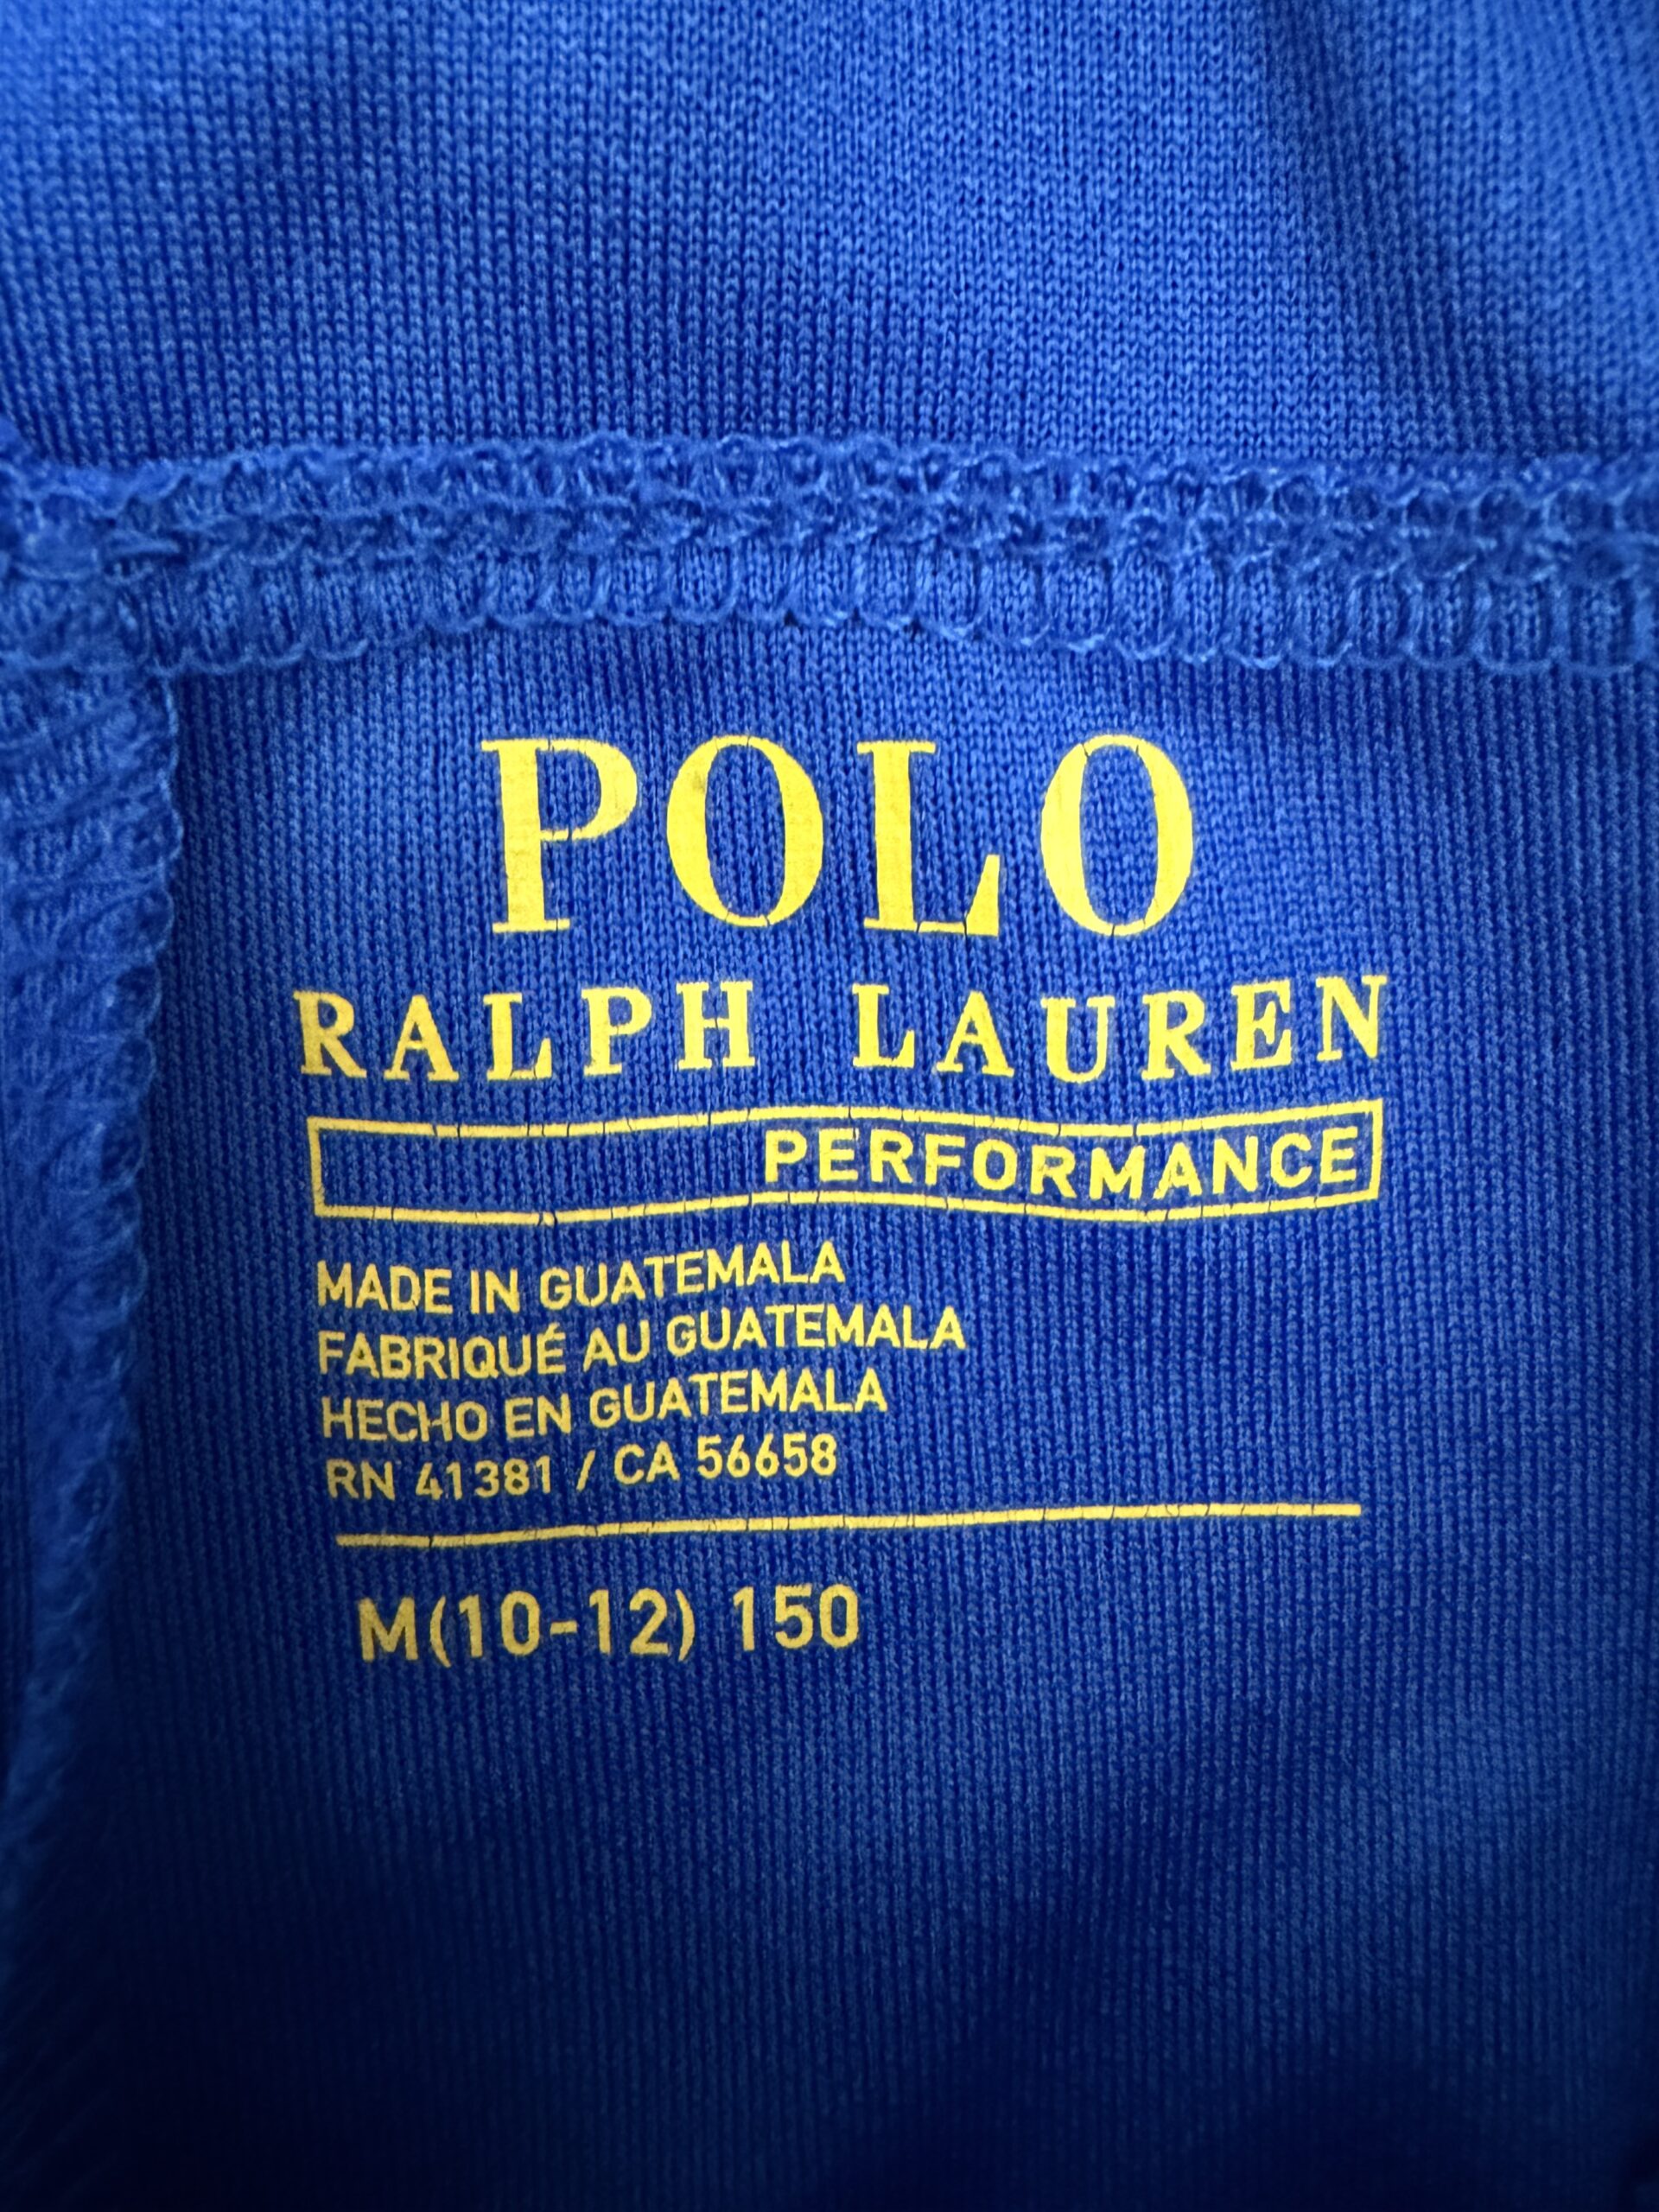 POLO
RALPH LAUREN
PERFORMANCE
MADE IN GUATEMALA
FABRIQUÉ AU GUATEMALA
HECHO EN GUATEMALA
RN 41381 / CA 56658
M(10-12) 150